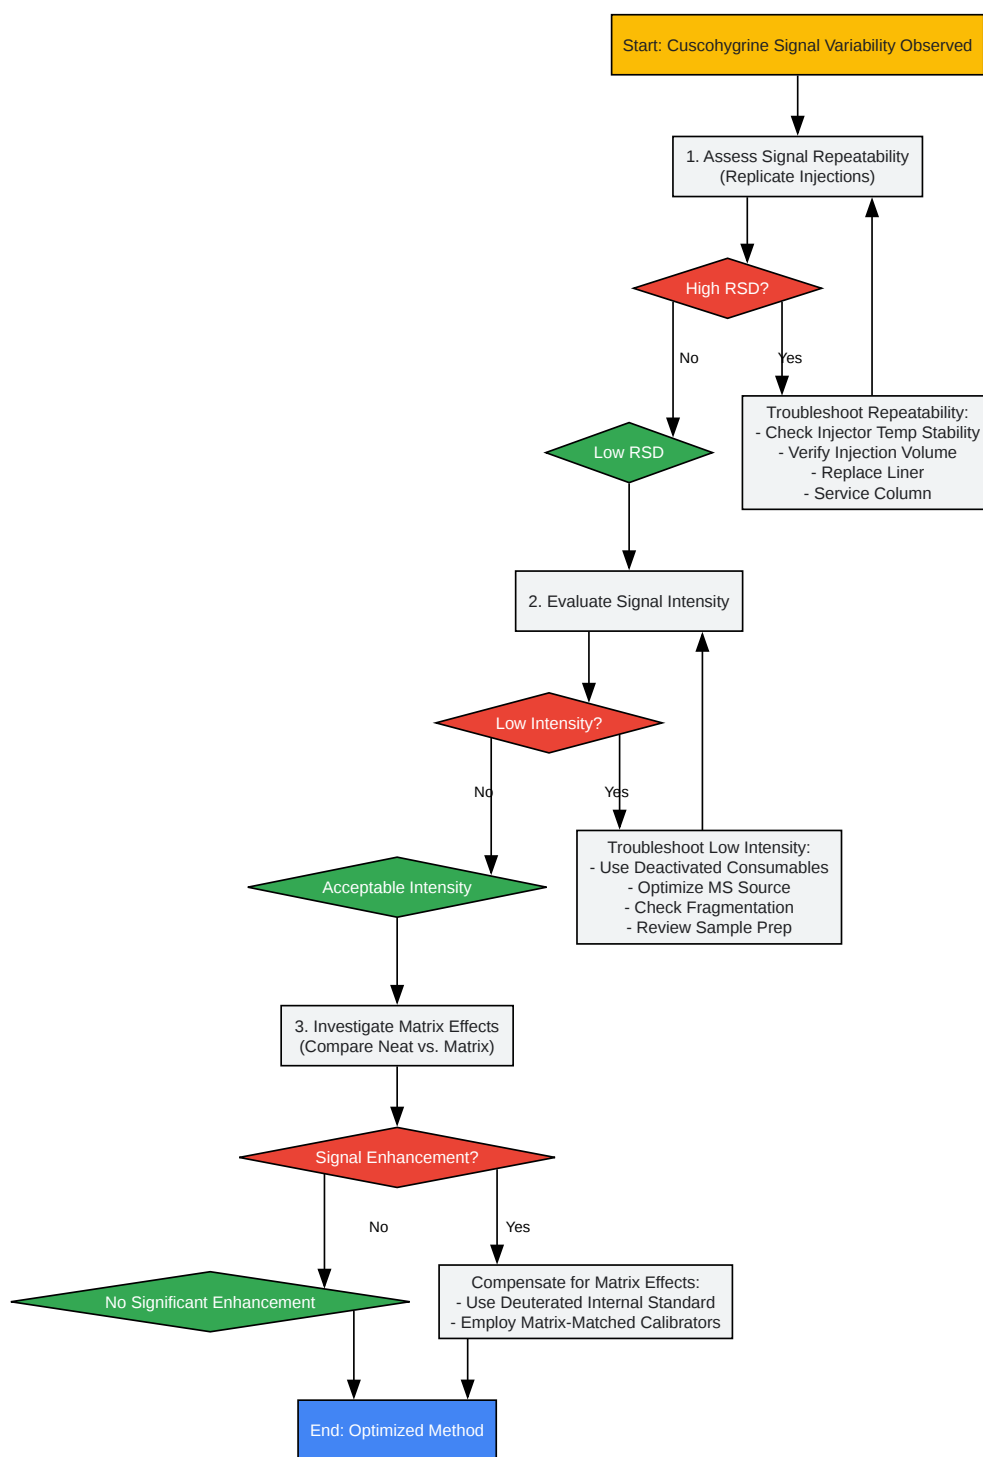 Start: Cuscohygrine Signal Variability Observed
1. Assess Signal Repeatability
(Replicate Injections)
High RSD?
No
Yes
Troubleshoot Repeatability:
- Check Injector Temp Stability
- Verify Injection Volume
- Replace Liner
- Service Column
Low RSD
2. Evaluate Signal Intensity
Low Intensity?
No
Yes
Troubleshoot Low Intensity:
- Use Deactivated Consumables
- Optimize MS Source
- Check Fragmentation
- Review Sample Prep
Acceptable Intensity
3. Investigate Matrix Effects
(Compare Neat vs. Matrix)
Signal Enhancement?
No
Yes
Compensate for Matrix Effects:
- Use Deuterated Internal Standard
- Employ Matrix-Matched Calibrators
No Significant Enhancement
End: Optimized Method